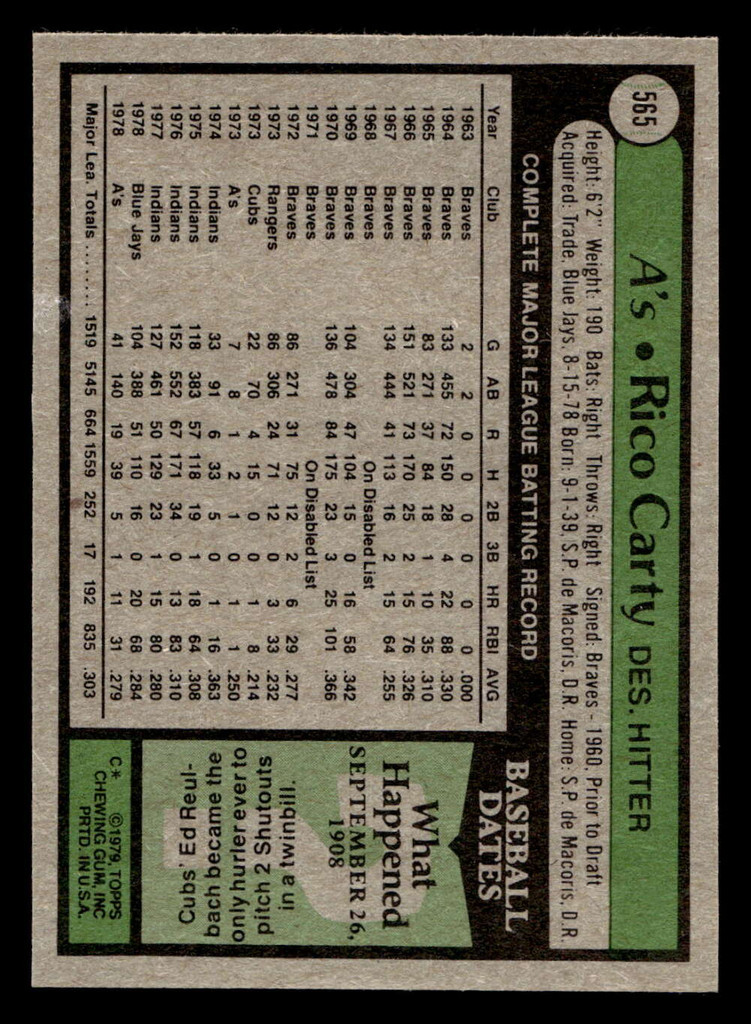 565
A's • Rico Carty DES. HITTER
Height: 6'2" Weight: 190 Bats: Right Throws: Right Signed: Braves - 1960, Prior to Draft
Acquired: Trade, Blue Jays, 8-15-78 Born: 9-1-39, S.P. de Macoris, D.R. Home: S.P. de Macoris, D.R.
COMPLETE MAJOR LEAGUE BATTING RECORD
Year Club G AB R H 2B 3B HR RBI AVG
1963 Braves 2 2 0 0 0 0 0 0 .000
1964 Braves 133 455 72 150 28 4 22 88 .330
1965 Braves 83 271 37 84 18 1 10 35 .310
1966 Braves 151 521 73 170 25 2 15 76 .326
1967 Braves 134 444 41 113 16 2 15 64 .255
1968 Braves On Disabled List
1969 Braves 104 304 47 104 15 0 16 58 .342
1970 Braves 136 478 84 175 23 3 25 101 .366
1971 Braves On Disabled List
1972 Braves 86 271 31 75 12 2 6 29 .277
1973 Rangers 86 306 24 71 12 0 3 33 .232
1973 Cubs 22 70 4 15 0 0 1 8 .214
1973 A's 7 8 1 2 1 0 1 1 .250
1974 Indians 33 91 6 33 5 0 1 16 .363
1975 Indians 118 383 57 118 19 1 18 64 .308
1976 Indians 152 552 67 171 34 0 13 83 .310
1977 Indians 127 461 50 129 23 1 15 80 .280
1978 Blue Jays 104 388 51 110 16 0 20 68 .284
1978 A's 41 140 19 39 5 1 11 31 .279
Major Lea. Totals ........ 1519 5145 664 1559 252 17 192 835 .303
BASEBALL
DATES
What
Happened
SEPTEMBER 26,
1908
Cubs' Ed Reul-
bach became the
only hurler ever to
pitch 2 Shutouts
in a twinbill.
C* ©1979, TOPPS
CHEWING GUM, INC
PRTD. IN U.S.A.